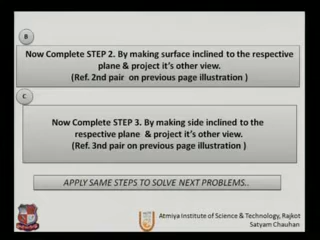 B
Now Complete STEP 2. By making surface inclined to the respective
plane & project it's other view.
(Ref. 2nd pair on previous page illustration )
C
Now Complete STEP 3. By making side inclined to the
respective plane & project it's other view.
(Ref. 3nd pair on previous page illustration )
APPLY SAME STEPS TO SOLVE NEXT PROBLEMS..
Atmiya Institute of Science & Technology, Rajkot
Satyam Chauhan